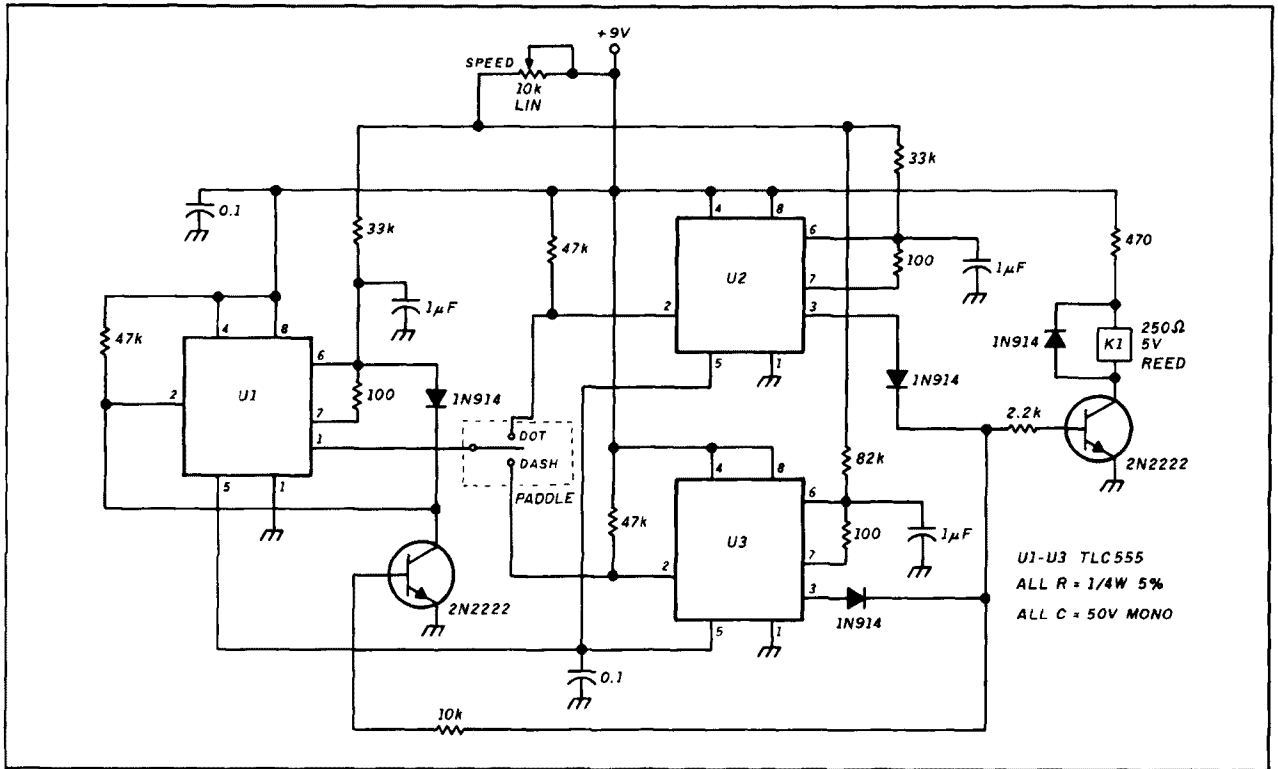 +9V
SPEED
10k
LIN
33k
0.1
33k
47k
4
8
6
7
3
2
5
1
U2
100
1µF
470
1N914
K1
250Ω
5V
REED
1µF
47k
4
8
6
7
1
2
5
1
U1
100
1N914
DOT
DASH
PADDLE
1N914
2.2k
2N2222
82k
47k
4
8
6
7
3
2
5
1
U3
100
1µF
1N914
2N2222
0.1
10k
U1-U3 TLC555
ALL R = 1/4W 5%
ALL C = 50V MONO